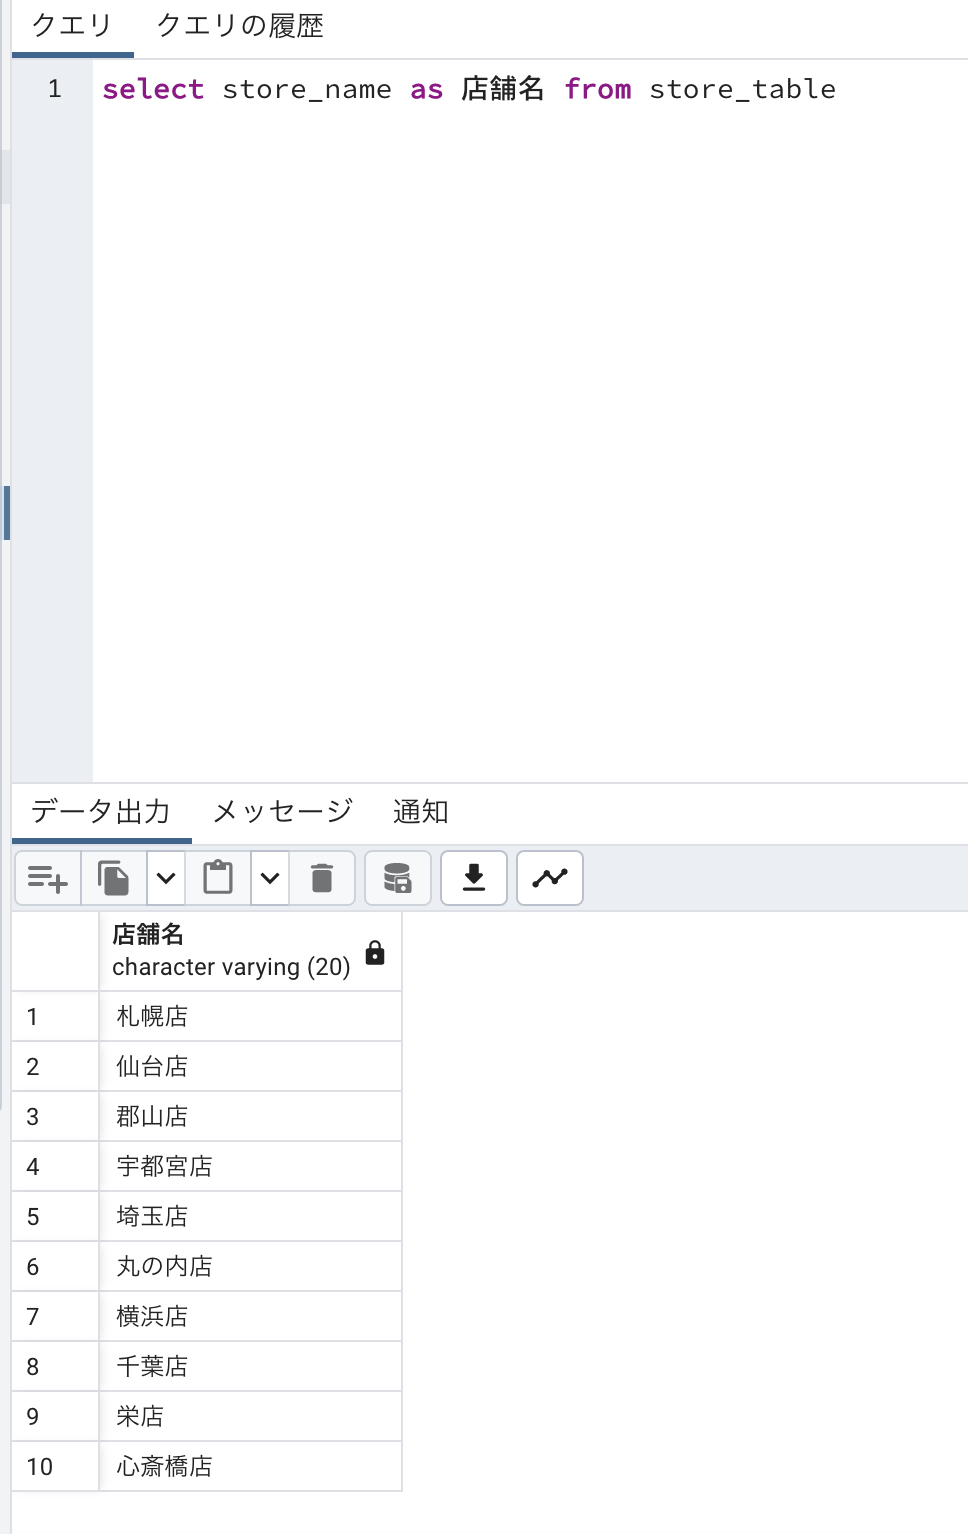 クエリ クエリの履歴
1 select store_name as 店舗名 from store_table
データ出力 メッセージ 通知
店舗名
character varying (20)
1 札幌店
2 仙台店
3 郡山店
4 宇都宮店
5 埼玉店
6 丸の内店
7 横浜店
8 千葉店
9 栄店
10 心斎橋店